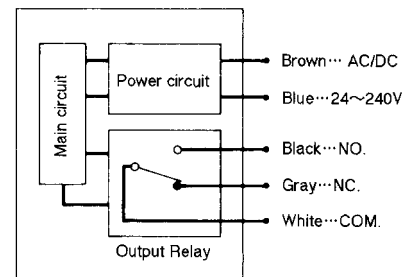 Main circuit
Power circuit
Brown··· AC/DC
Blue···24～240V
Black···NO.
Gray···NC.
White···COM.
Output Relay